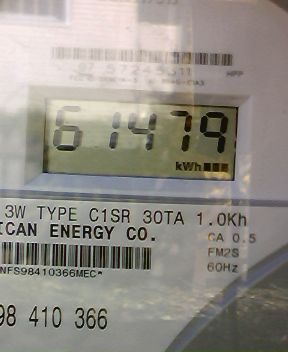 61479
kWh
3W TYPE C1SR 30TA 1.0Kh
ICAN ENERGY CO.
CA 0.5
FM2S
60Hz
NFS98410366MEC*
98 410 366